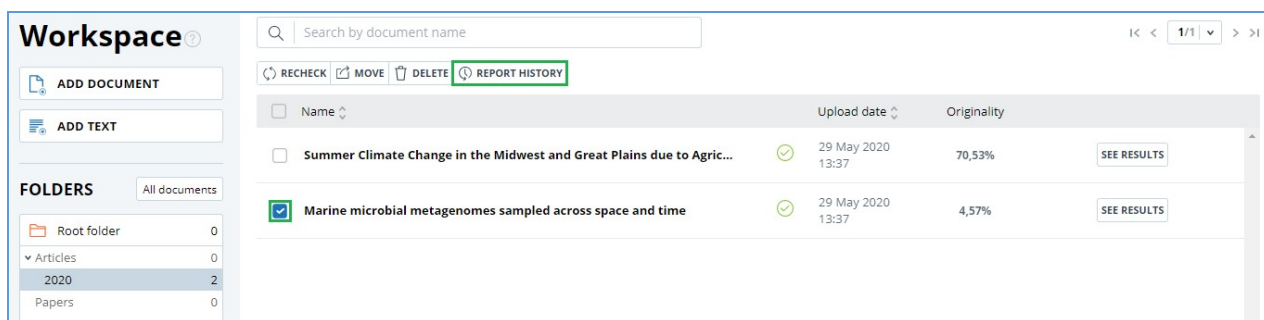 Workspace
ADD DOCUMENT
ADD TEXT
FOLDERS All documents
Root folder 0
Articles 0
2020 2
Papers 0
Search by document name
1/1
RECHECK MOVE DELETE REPORT HISTORY
Name Upload date Originality
Summer Climate Change in the Midwest and Great Plains due to Agric... 29 May 2020 70,53% SEE RESULTS
13:37
Marine microbial metagenomes sampled across space and time 29 May 2020 4,57% SEE RESULTS
13:37